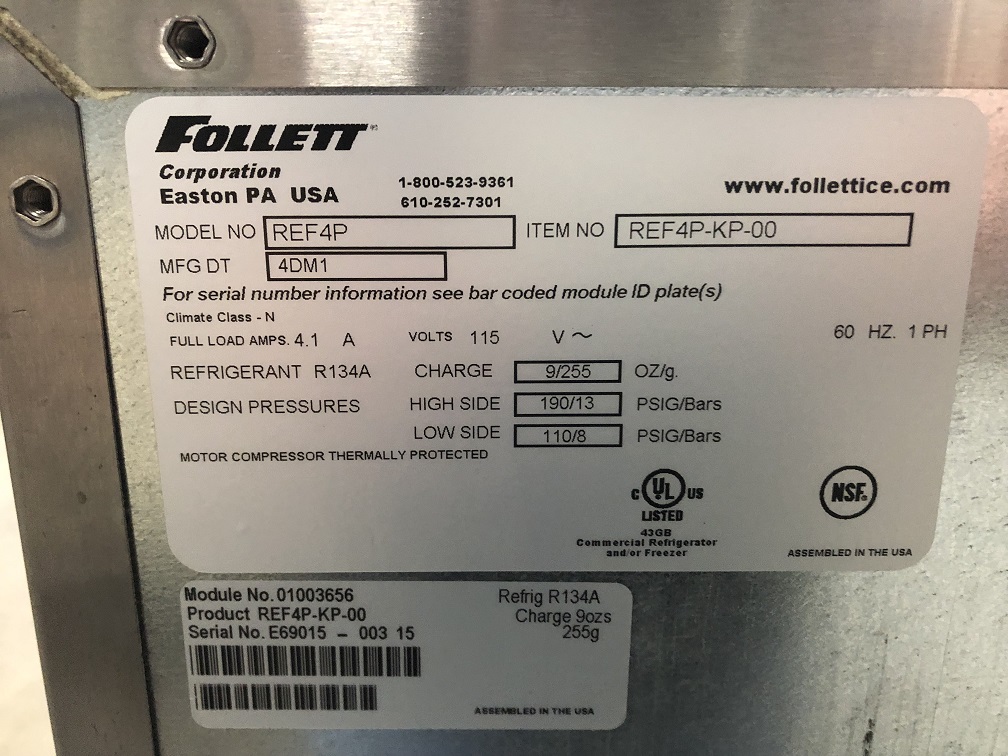 FOLLETT®
Corporation
Easton PA USA
1-800-523-9361
610-252-7301
www.follettice.com
MODEL NO REF4P ITEM NO REF4P-KP-00
MFG DT 4DM1
For serial number information see bar coded module ID plate(s)
Climate Class - N
FULL LOAD AMPS. 4.1 A VOLTS 115 V ~ 60 HZ. 1 PH
REFRIGERANT R134A CHARGE 9/255 OZ/g.
DESIGN PRESSURES HIGH SIDE 190/13 PSIG/Bars
LOW SIDE 110/8 PSIG/Bars
MOTOR COMPRESSOR THERMALLY PROTECTED
C UL US
LISTED
43GB
Commercial Refrigerator
and/or Freezer
NSF®
ASSEMBLED IN THE USA
Module No. 01003656
Product REF4P-KP-00
Serial No. E69015 - 003 15
Refrig R134A
Charge 9ozs
255g
ASSEMBLED IN THE USA